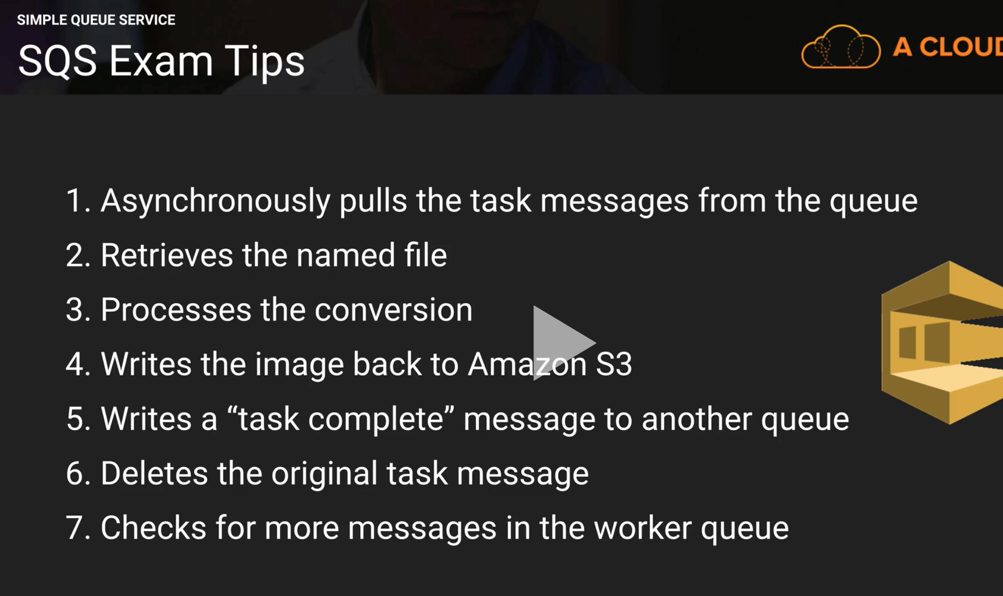 SIMPLE QUEUE SERVICE
SQS Exam Tips
A CLOUD
1. Asynchronously pulls the task messages from the queue
2. Retrieves the named file
3. Processes the conversion
4. Writes the image back to Amazon S3
5. Writes a “task complete” message to another queue
6. Deletes the original task message
7. Checks for more messages in the worker queue